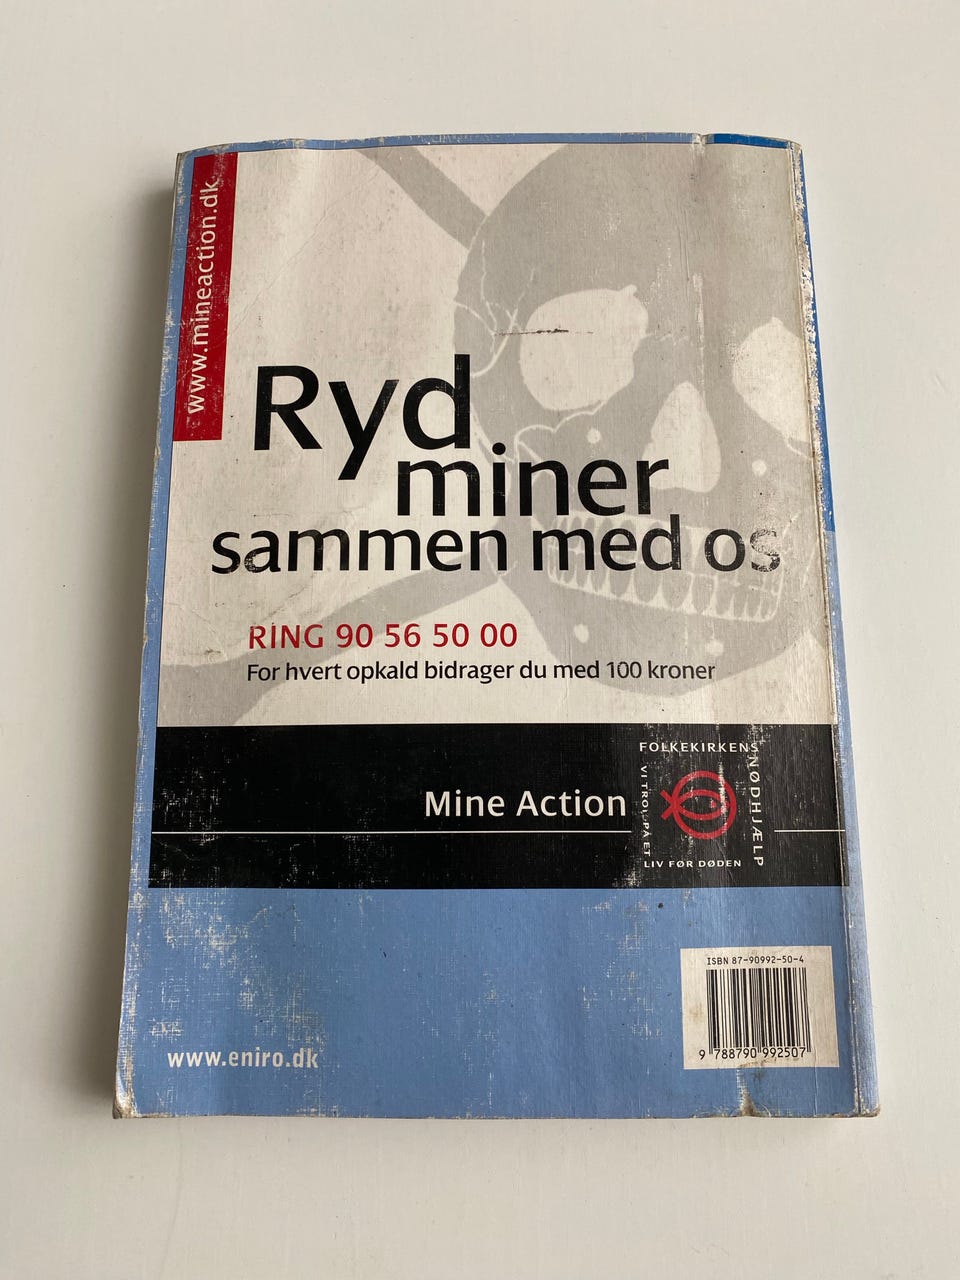 www.mineaction.dk
Ryd
miner
sammen med os
RING 90 56 50 00
For hvert opkald bidrager du med 100 kroner
Mine Action
FOLKEKIRKENS
NØDHJÆLP
VI TROR PÅ ET
LIV FØR DØDEN
ISBN 87-90992-50-4
9 788790 992507
www.eniro.dk